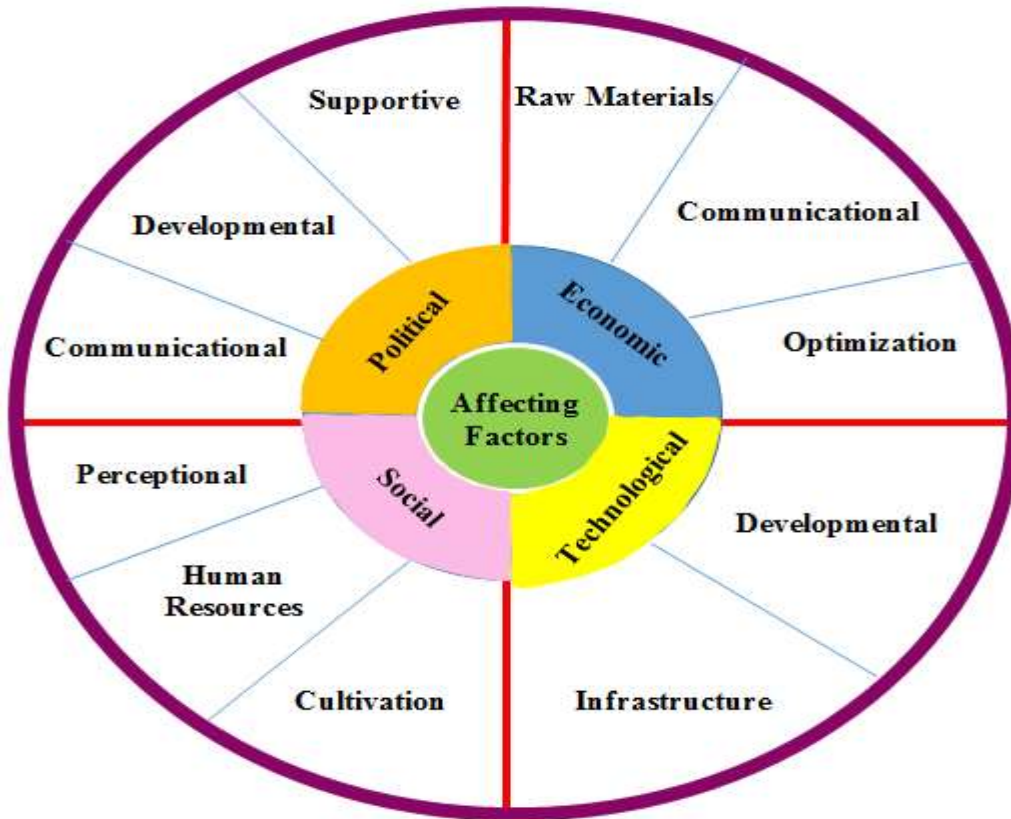 Supportive
Raw Materials
Developmental
Communicational
Communicational
Optimization
Political
Economic
Affecting
Factors
Social
Technological
Perceptional
Developmental
Human
Resources
Cultivation
Infrastructure